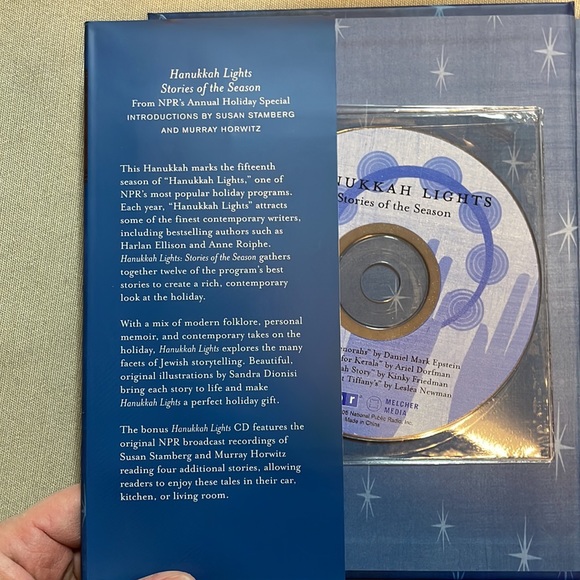 Hanukkah Lights
Stories of the Season
From NPR's Annual Holiday Special
INTRODUCTIONS BY SUSAN STAMBERG
AND MURRAY HORWITZ
This Hanukkah marks the fifteenth
season of "Hanukkah Lights," one of
NPR's most popular holiday programs.
Each year, "Hanukkah Lights" attracts
some of the finest contemporary writers,
including bestselling authors such as
Harlan Ellison and Anne Roiphe.
Hanukkah Lights: Stories of the Season gathers
together twelve of the program's best
stories to create a rich, contemporary
look at the holiday.
With a mix of modern folklore, personal
memoir, and contemporary takes on the
holiday, Hanukkah Lights explores the many
facets of Jewish storytelling. Beautiful,
original illustrations by Sandra Dionisi
bring each story to life and make
Hanukkah Lights a perfect holiday gift.
The bonus Hanukkah Lights CD features the
original NPR broadcast recordings of
Susan Stamberg and Murray Horwitz
reading four additional stories, allowing
readers to enjoy these tales in their car,
kitchen, or living room.
NUKKAH LIGHTS
Stories of the Season
by Daniel Mark Epstein
for Kerala" by Ariel Dorfman
Story" by Kinky Friedman
Tiffany's" by Leslea Newman
r
MELCHER
MEDIA
National Public Radio, Inc.
Made in China